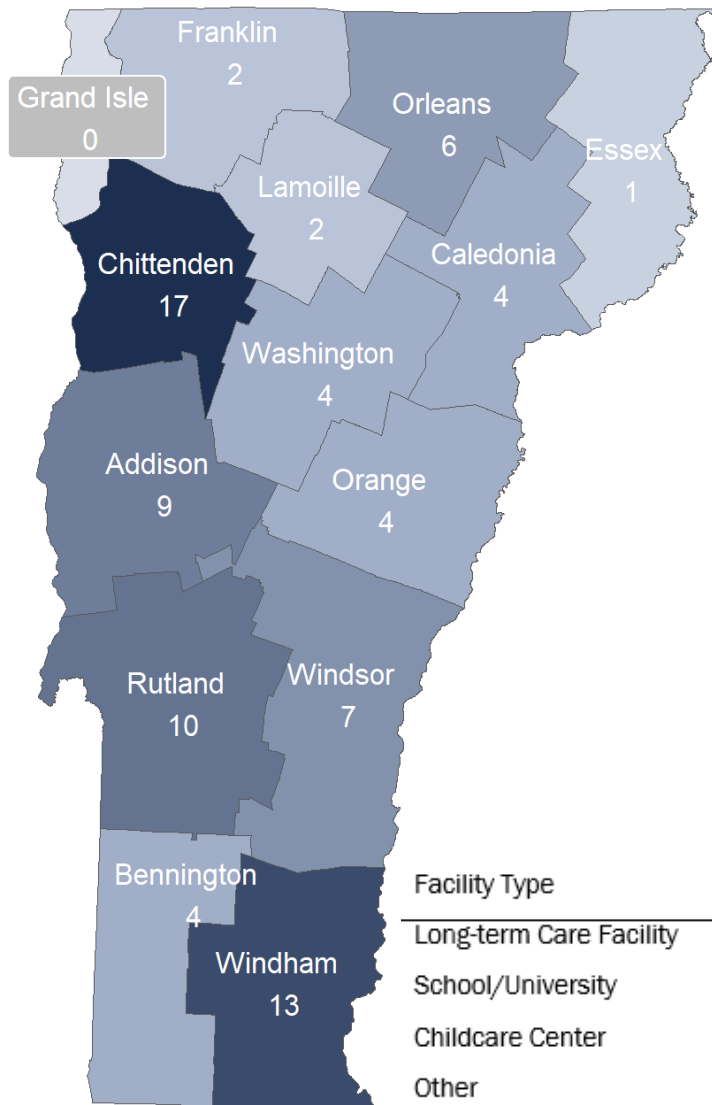 Franklin
2
Grand Isle
0
Orleans
6
Essex
1
Lamoille
2
Chittenden
17
Caledonia
4
Washington
4
Addison
9
Orange
4
Rutland
10
Windsor
7
Bennington
4
Windham
13
Facility Type
Long-term Care Facility
School/University
Childcare Center
Other